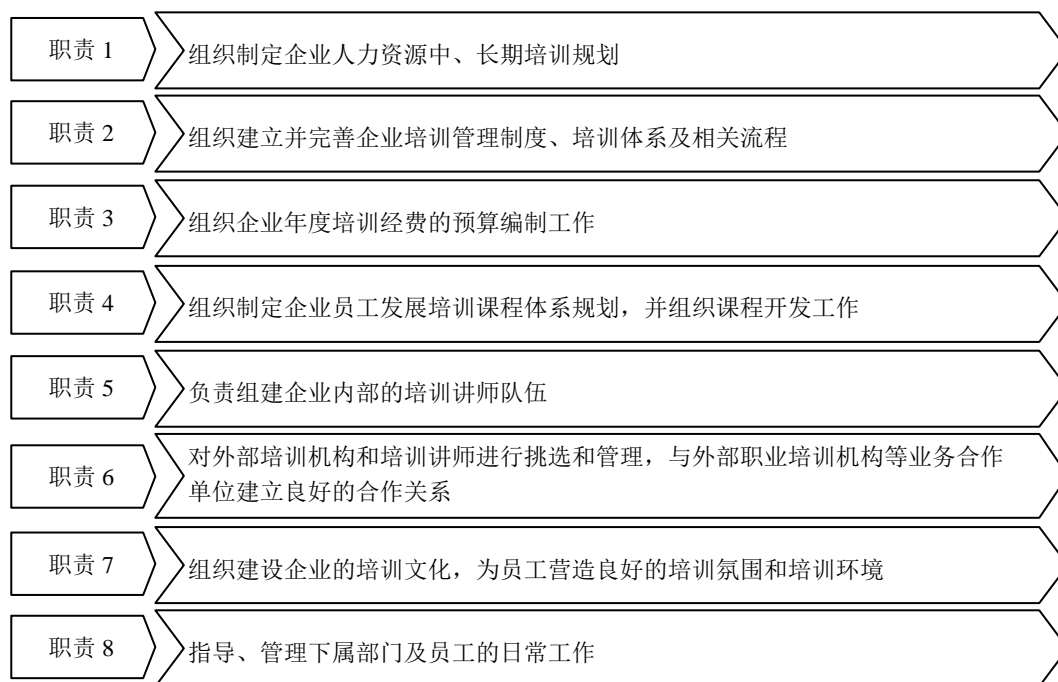 职责 1
组织制定企业人力资源中、长期培训规划
职责 2
组织建立并完善企业培训管理制度、培训体系及相关流程
职责 3
组织企业年度培训经费的预算编制工作
职责 4
组织制定企业员工发展培训课程体系规划，并组织课程开发工作
职责 5
负责组建企业内部的培训讲师队伍
职责 6
对外部培训机构和培训讲师进行挑选和管理，与外部职业培训机构等业务合作
单位建立良好的合作关系
职责 7
组织建设企业的培训文化，为员工营造良好的培训氛围和培训环境
职责 8
指导、管理下属部门及员工的日常工作